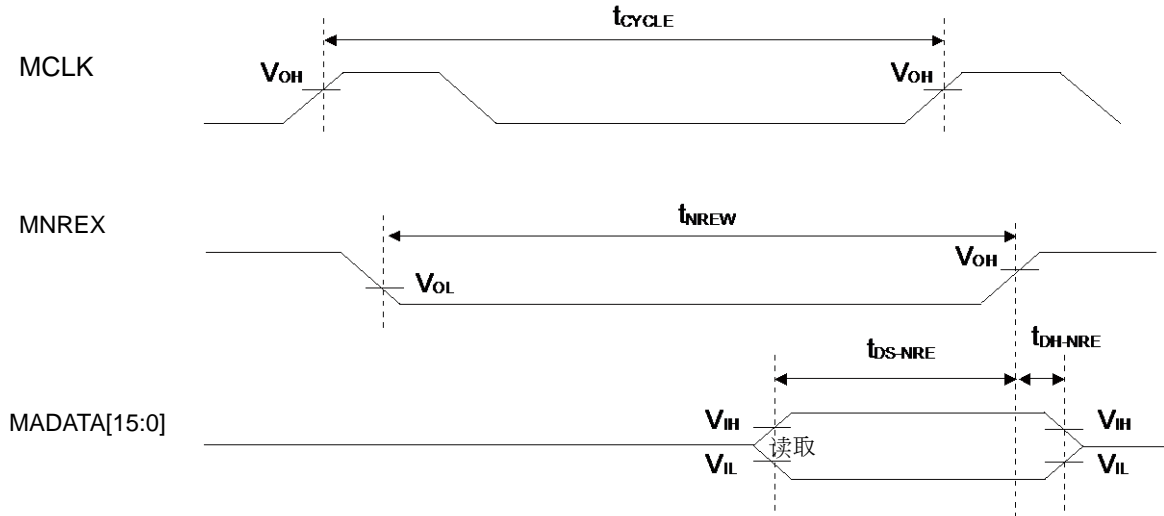 tCYCLE
MCLK
VOH
VOH
tNREW
MNREX
VOH
VOL
tDS-NRE
tDH-NRE
MADATA[15:0]
VIH
VIH
读取
VIL
VIL